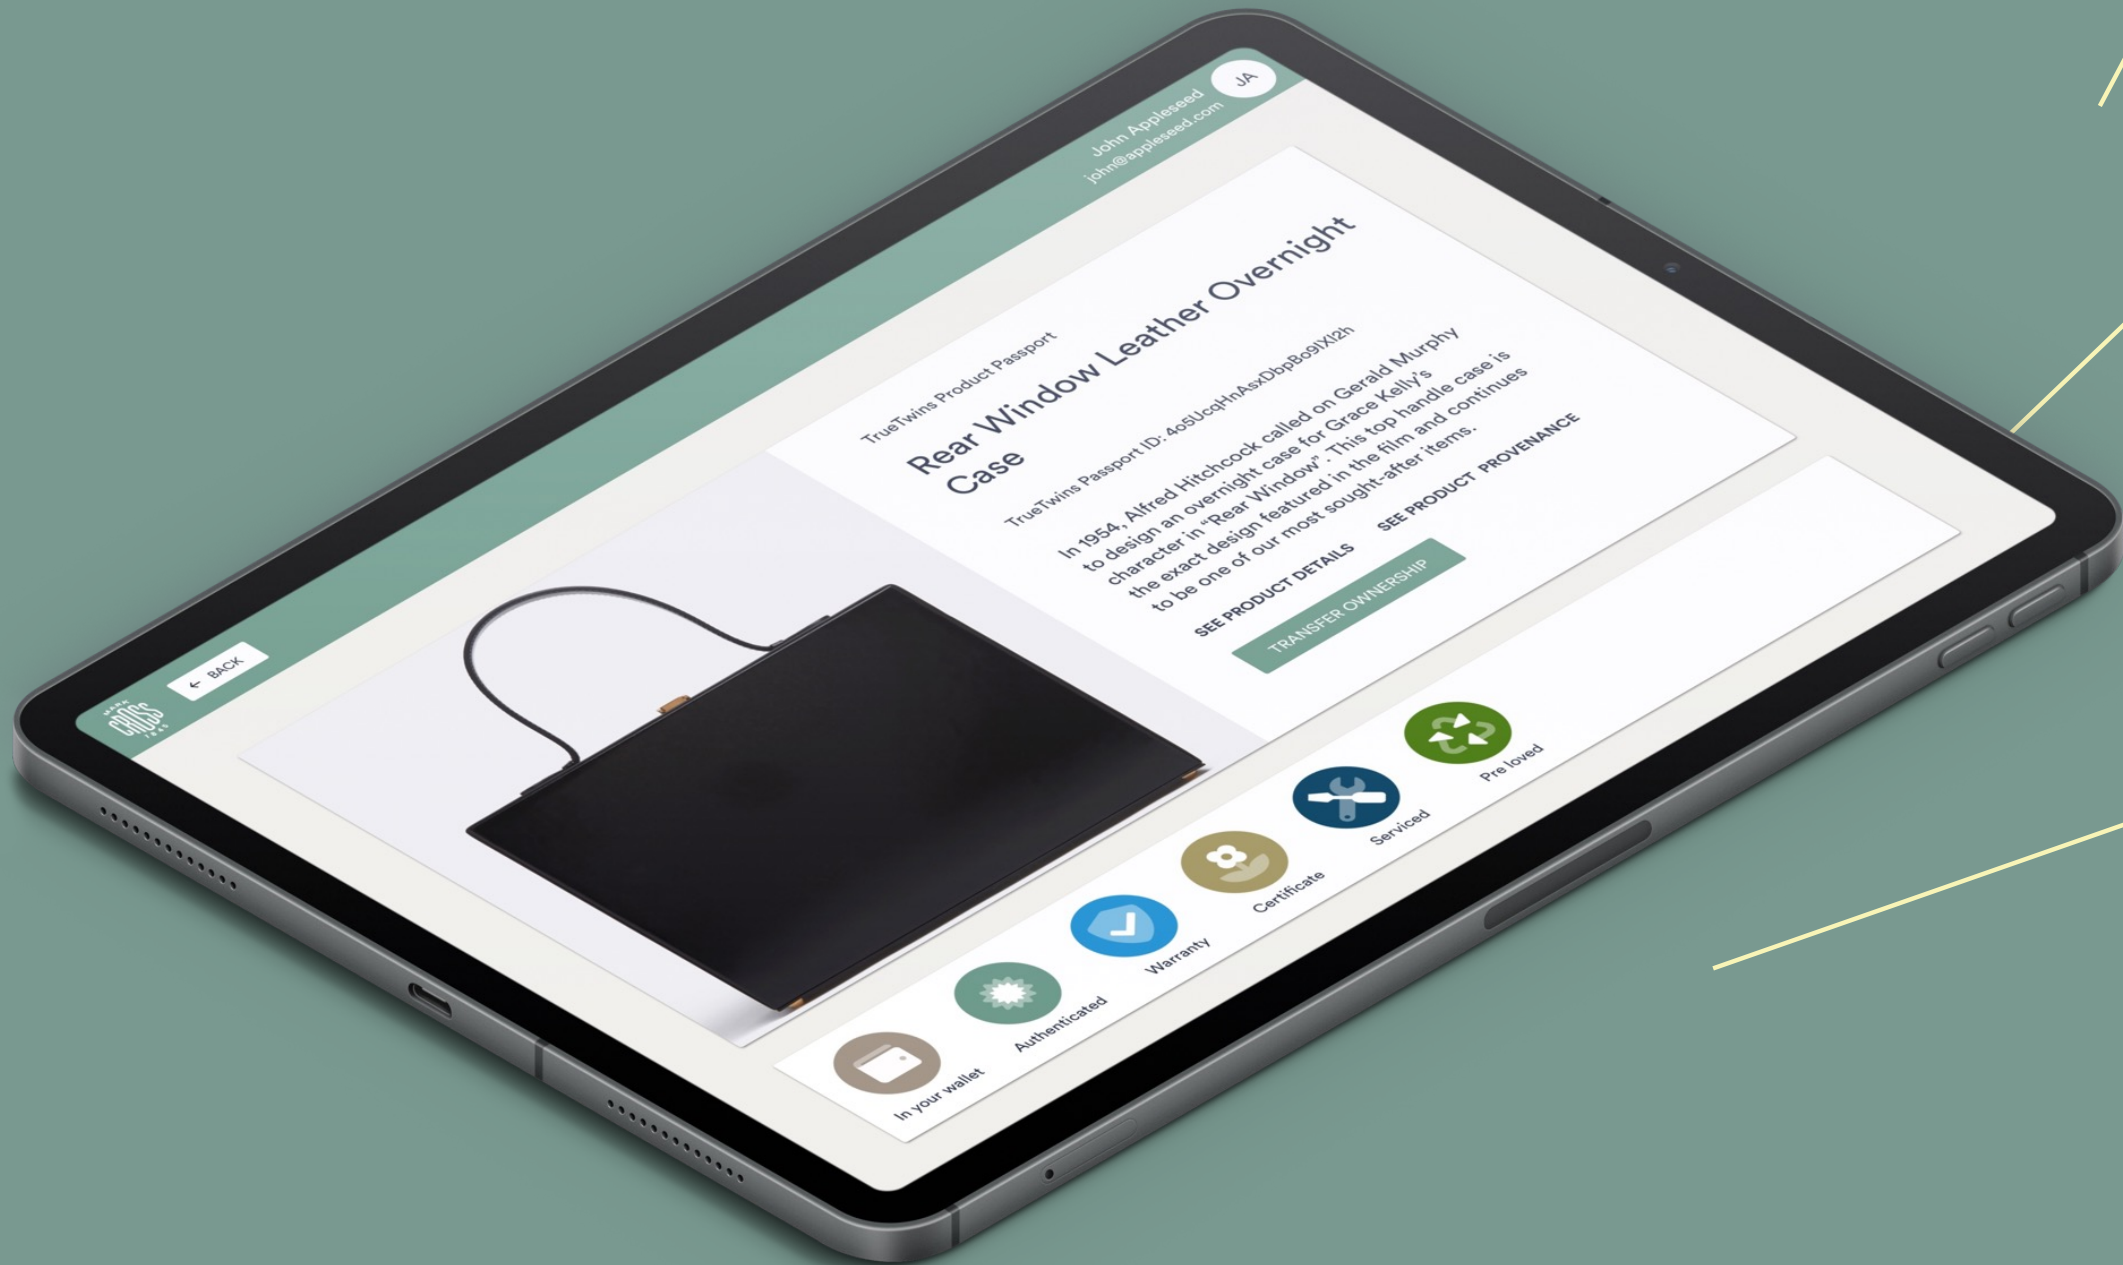 MARK
CROSS
1845
← BACK
John Appleseed
john@appleseed.com
JA
TrueTwins Product Passport
Rear Window Leather Overnight
Case
TrueTwins Passport ID: 4o5UcqHnAsxDbpBo9IXI2h
In 1954, Alfred Hitchcock called on Gerald Murphy
to design an overnight case for Grace Kelly's
character in “Rear Window”. This top handle case is
the exact design featured in the film and continues
to be one of our most sought-after items.
SEE PRODUCT DETAILS SEE PRODUCT PROVENANCE
TRANSFER OWNERSHIP
In your wallet
Authenticated
Warranty
Certificate
Serviced
Pre loved